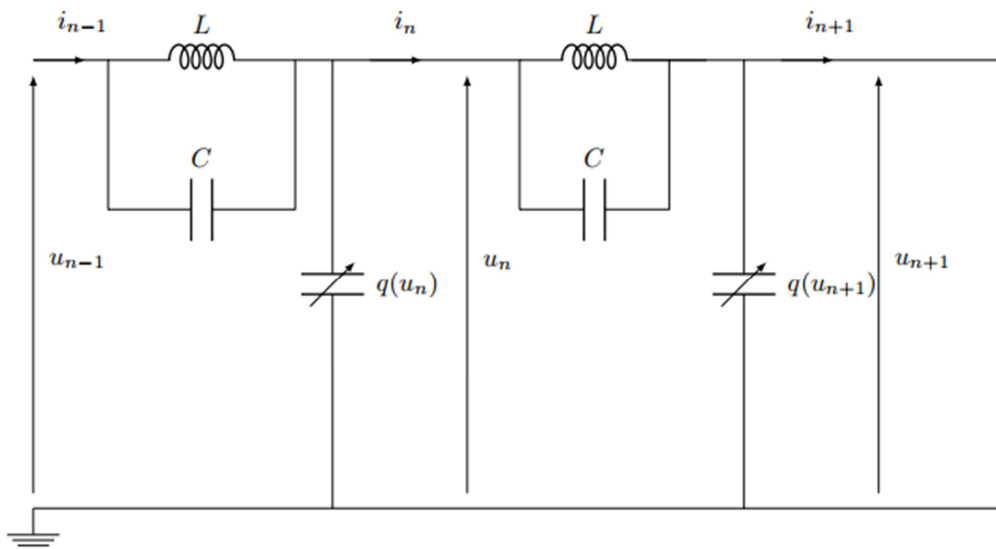 i_{n−1} L i_n L i_{n+1}
C C
u_{n−1} u_n u_{n+1}
q(u_n) q(u_{n+1})